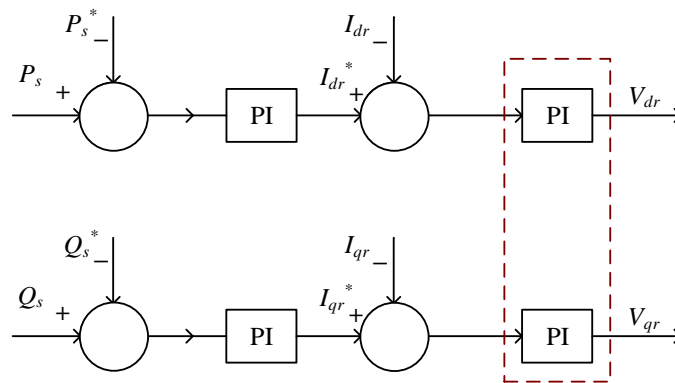 P_s^* −
I_dr −
P_s +
I_dr^* +
PI
PI
V_dr
Q_s^* −
I_qr −
Q_s +
I_qr^* +
PI
PI
V_qr